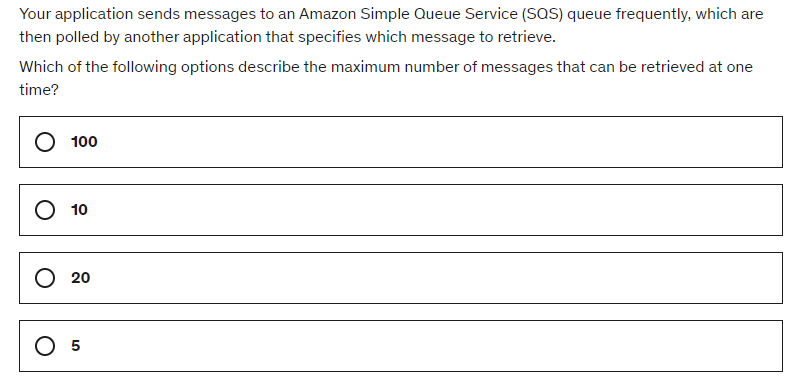 Your application sends messages to an Amazon Simple Queue Service (SQS) queue frequently, which are
then polled by another application that specifies which message to retrieve.
Which of the following options describe the maximum number of messages that can be retrieved at one
time?
100
10
20
5